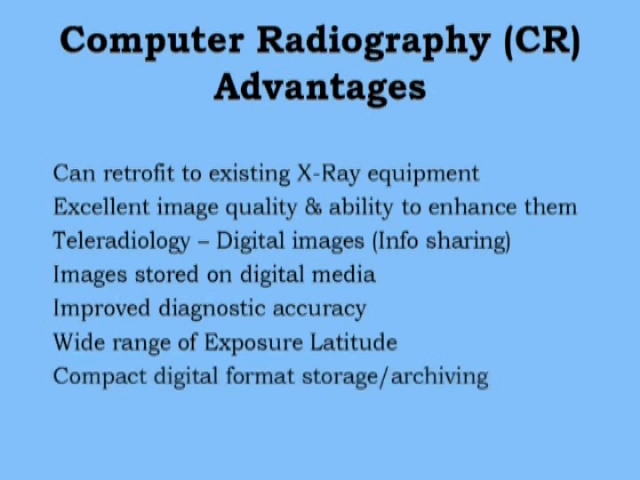 Computer Radiography (CR)
Advantages
Can retrofit to existing X-Ray equipment
Excellent image quality & ability to enhance them
Teleradiology – Digital images (Info sharing)
Images stored on digital media
Improved diagnostic accuracy
Wide range of Exposure Latitude
Compact digital format storage/archiving